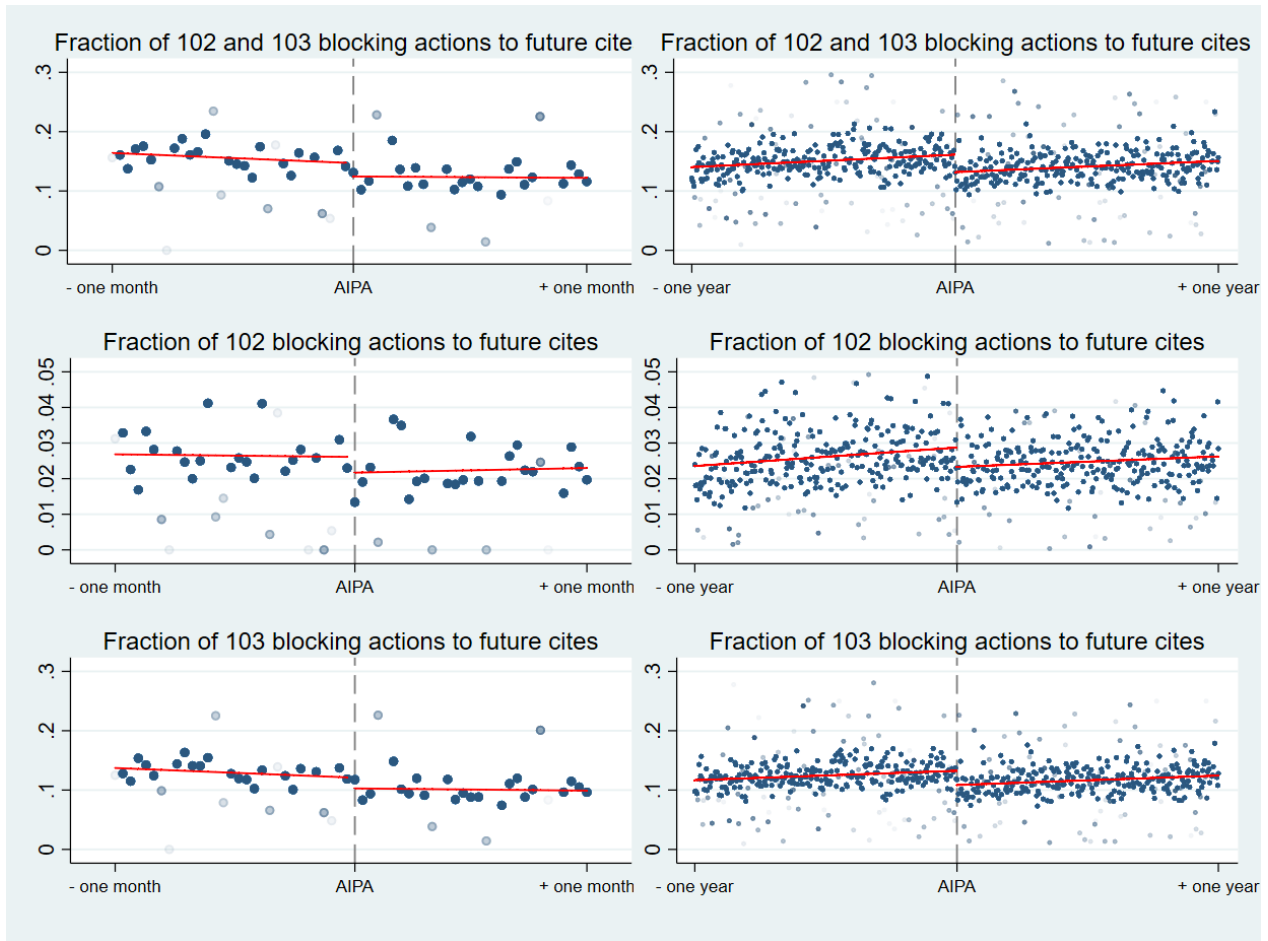 Fraction of 102 and 103 blocking actions to future cite
.3
.2
.1
0
- one month
AIPA
+ one month
Fraction of 102 and 103 blocking actions to future cites
.3
.2
.1
0
- one year
AIPA
+ one year
Fraction of 102 blocking actions to future cites
.05
.04
.03
.02
.01
0
- one month
AIPA
+ one month
Fraction of 102 blocking actions to future cites
.05
.04
.03
.02
.01
0
- one year
AIPA
+ one year
Fraction of 103 blocking actions to future cites
.3
.2
.1
0
- one month
AIPA
+ one month
Fraction of 103 blocking actions to future cites
.3
.2
.1
0
- one year
AIPA
+ one year